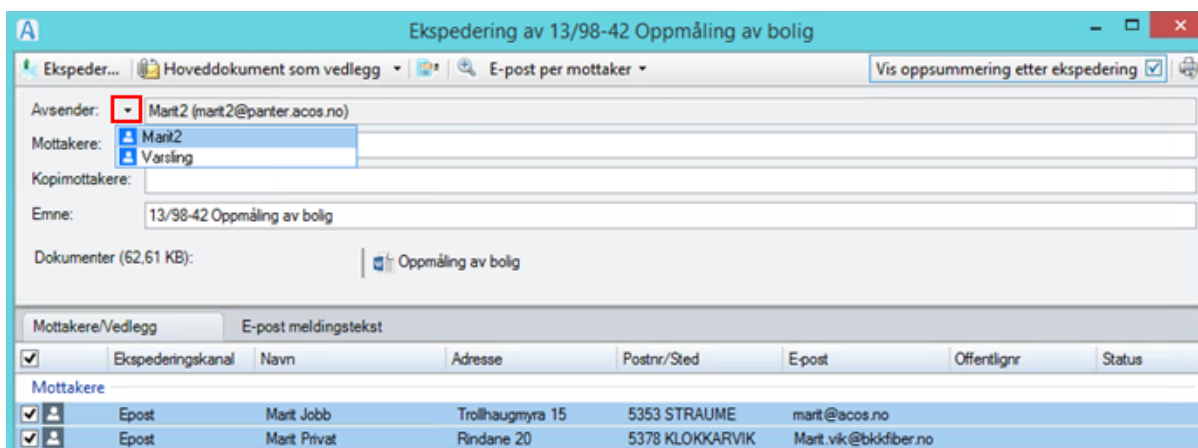 A Ekspedering av 13/98-42 Oppmåling av bolig
Ekspeder... Hoveddokument som vedlegg E-post per mottaker Vis oppsummering etter ekspedering
Avsender: Marit2 (marit2@panter.acos.no)
Marit2
Mottakere:
Varsling
Kopimottakere:
Emne: 13/98-42 Oppmåling av bolig
Dokumenter (62,61 KB): Oppmåling av bolig
Mottakere/Vedlegg E-post meldingstekst
Ekspederingskanal Navn Adresse Postnr/Sted E-post Offentlignr Status
Mottakere
Epost Marit Jobb Trollhaugmyra 15 5353 STRAUME marit@acos.no
Epost Marit Privat Rindane 20 5378 KLOKKARVIK Marit.vik@bkkfiber.no